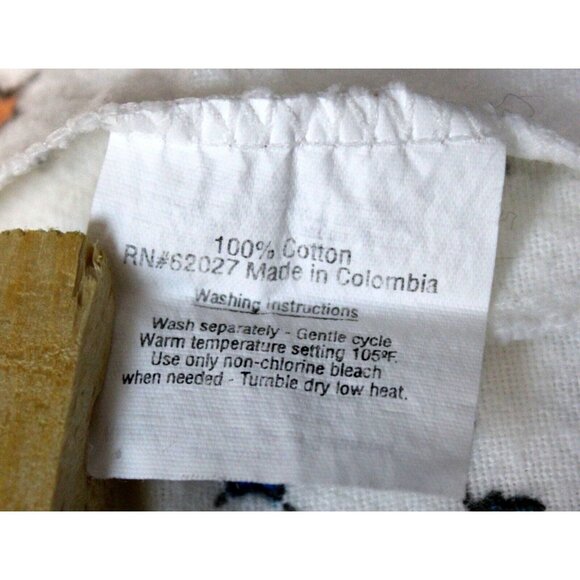 100% Cotton
RN#62027 Made in Colombia
Washing Instructions
Wash separately - Gentle cycle
Warm temperature setting 105ºF.
Use only non-chlorine bleach
when needed - Tumble dry low heat.